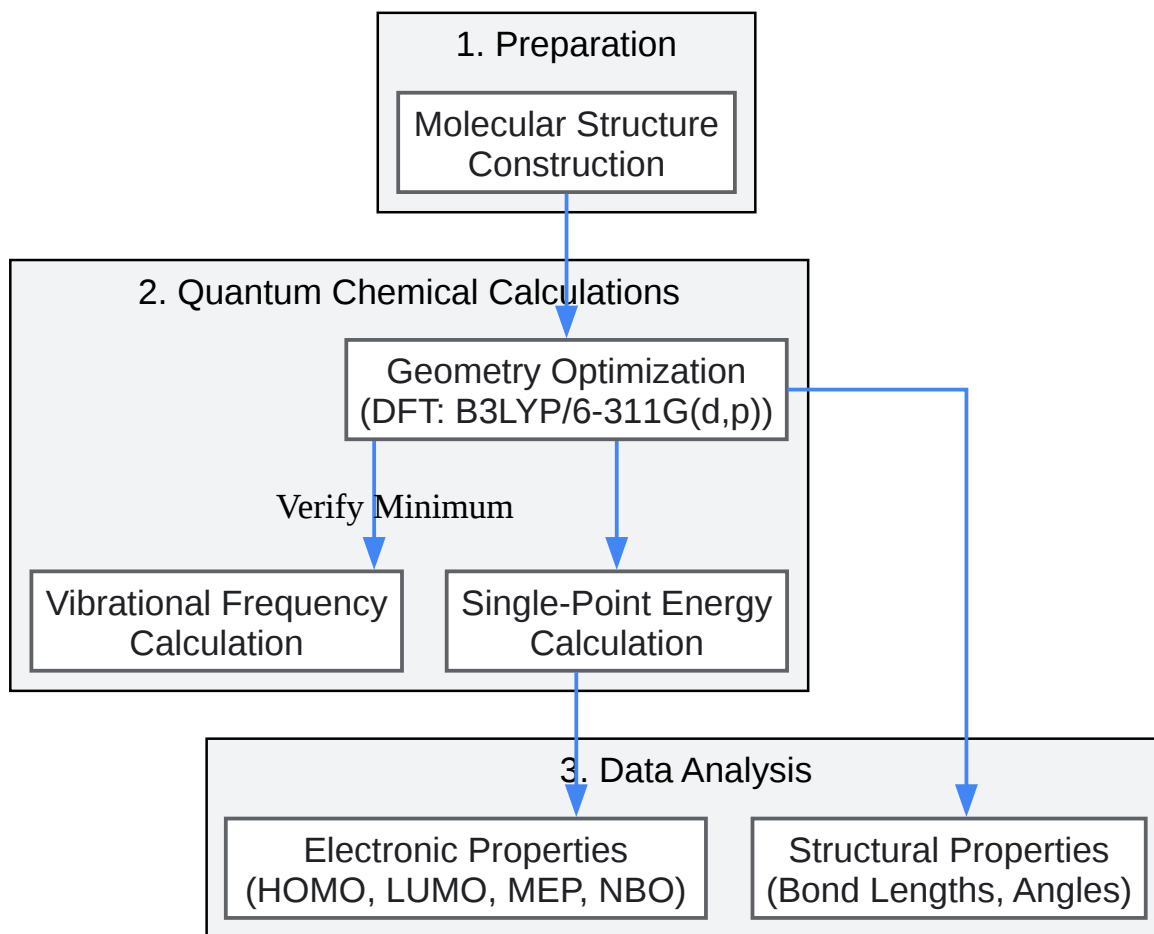 1. Preparation
Molecular Structure
Construction
2. Quantum Chemical Calculations
Geometry Optimization
(DFT: B3LYP/6-311G(d,p))
Verify Minimum
Vibrational Frequency
Calculation
Single-Point Energy
Calculation
3. Data Analysis
Electronic Properties
(HOMO, LUMO, MEP, NBO)
Structural Properties
(Bond Lengths, Angles)